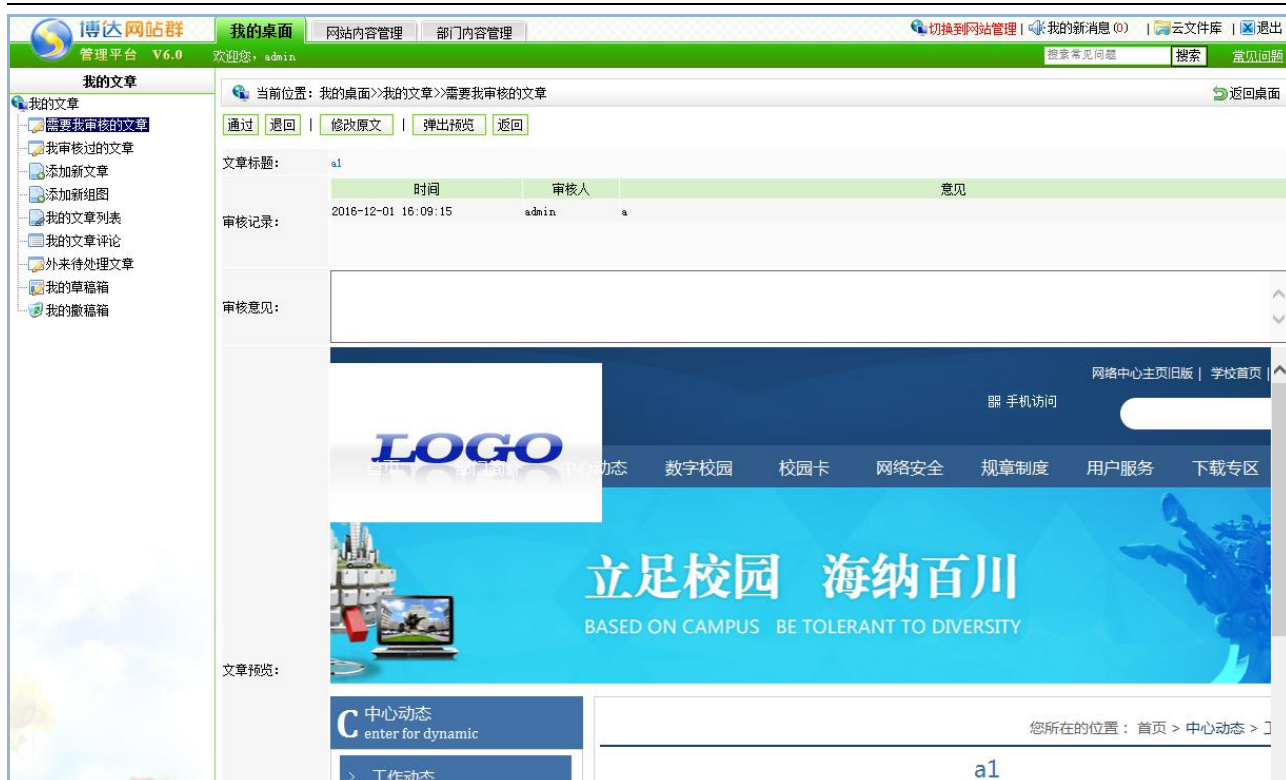 博达网站群
管理平台 V6.0
我的桌面 网站内容管理 部门内容管理
切换到网站管理 | 我的新消息(0) | 云文件库 | 退出
欢迎您，admin
搜索常见问题 搜索 常见问题
我的文章
我的文章
需要我审核的文章
我审核过的文章
添加新文章
添加新组图
我的文章列表
我的文章评论
外来待处理文章
我的草稿箱
我的撤稿箱
当前位置：我的桌面>>我的文章>>需要我审核的文章
返回桌面
通过 退回 | 修改原文 | 弹出预览 返回
文章标题： a1
审核记录：
时间 审核人 意见
2016-12-01 16:09:15 admin a
审核意见：
文章预览：
网络中心主页旧版 | 学校首页 |
手机访问
LOGO
首页 部门简介 中心动态 数字校园 校园卡 网络安全 规章制度 用户服务 下载专区
立足校园 海纳百川
BASED ON CAMPUS BE TOLERANT TO DIVERSITY
中心动态
Center for dynamic
> 工作动态
您所在的位置： 首页 > 中心动态 >
a1